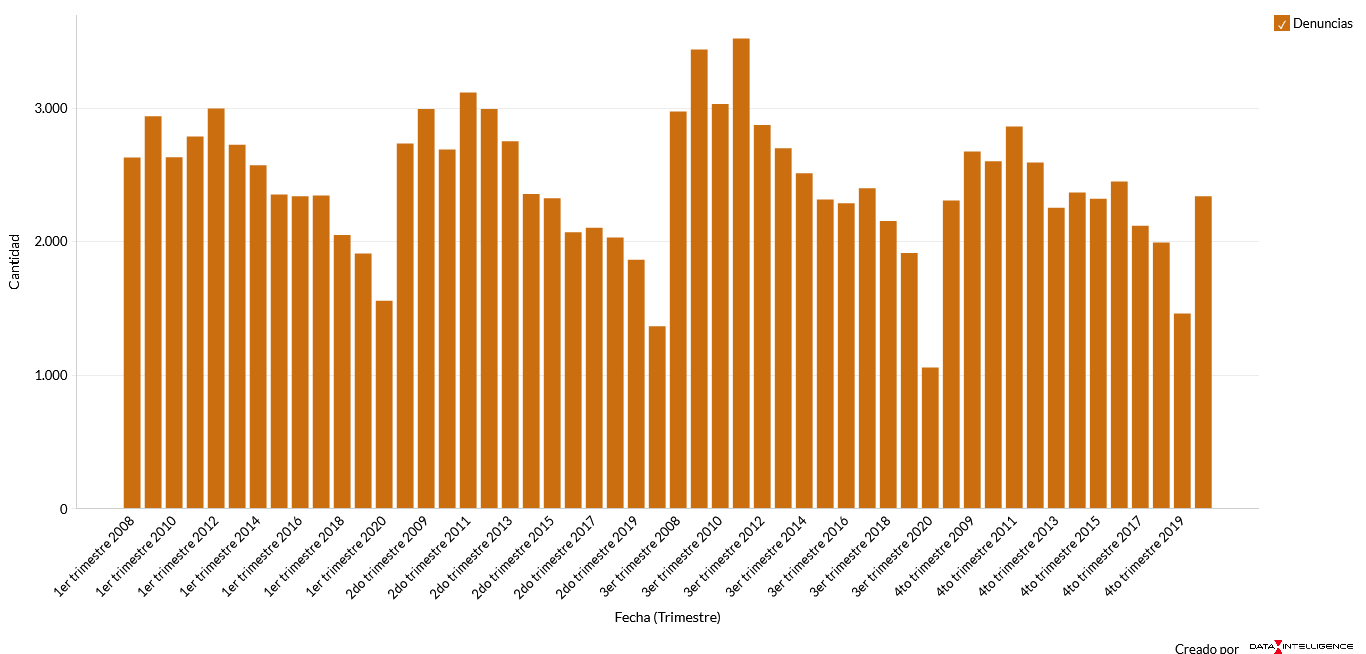 ✓ Denuncias
3.000
2.000
1.000
0
Cantidad
1er trimestre 2008
1er trimestre 2010
1er trimestre 2012
1er trimestre 2014
1er trimestre 2016
1er trimestre 2018
1er trimestre 2020
2do trimestre 2009
2do trimestre 2011
2do trimestre 2013
2do trimestre 2015
2do trimestre 2017
2do trimestre 2019
3er trimestre 2008
3er trimestre 2010
3er trimestre 2012
3er trimestre 2014
3er trimestre 2016
3er trimestre 2018
3er trimestre 2020
4to trimestre 2009
4to trimestre 2011
4to trimestre 2013
4to trimestre 2015
4to trimestre 2017
4to trimestre 2019
Fecha (Trimestre)
Creado por DATA INTELLIGENCE